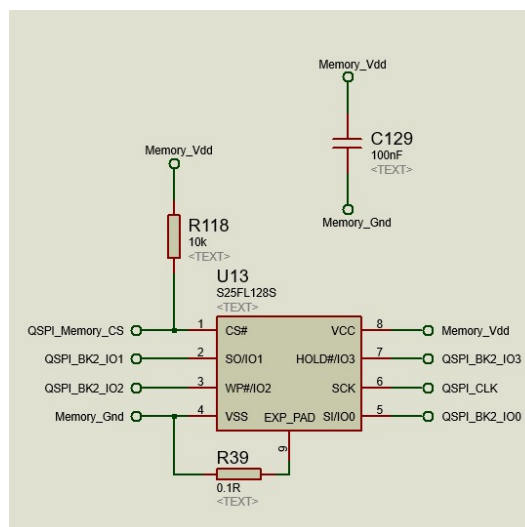 Memory_Vdd
C129
100nF
<TEXT>
Memory_Gnd
Memory_Vdd
R118
10k
<TEXT>
U13
S25FL128S
<TEXT>
QSPI_Memory_CS 1 CS# VCC 8 Memory_Vdd
QSPI_BK2_IO1 2 SO/IO1 HOLD#/IO3 7 QSPI_BK2_IO3
QSPI_BK2_IO2 3 WP#/IO2 SCK 6 QSPI_CLK
Memory_Gnd 4 VSS SI/IO0 5 QSPI_BK2_IO0
EXP_PAD
9
R39
0.1R
<TEXT>